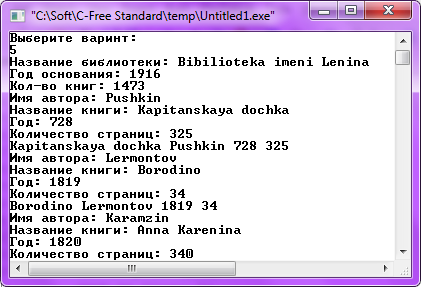 "C:\Soft\C-Free Standard\temp\Untitled1.exe"
Выберите варинт:
5
Название библиотеки: Bibilioteka imeni Lenina
Год основания: 1916
Кол-во книг: 1473
Имя автора: Pushkin
Название книги: Kapitanskaya dochka
Год: 728
Количество страниц: 325
Kapitanskaya dochka Pushkin 728 325
Имя автора: Lermontov
Название книги: Borodino
Год: 1819
Количество страниц: 34
Borodino Lermontov 1819 34
Имя автора: Karamzin
Название книги: Anna Karenina
Год: 1820
Количество страниц: 340